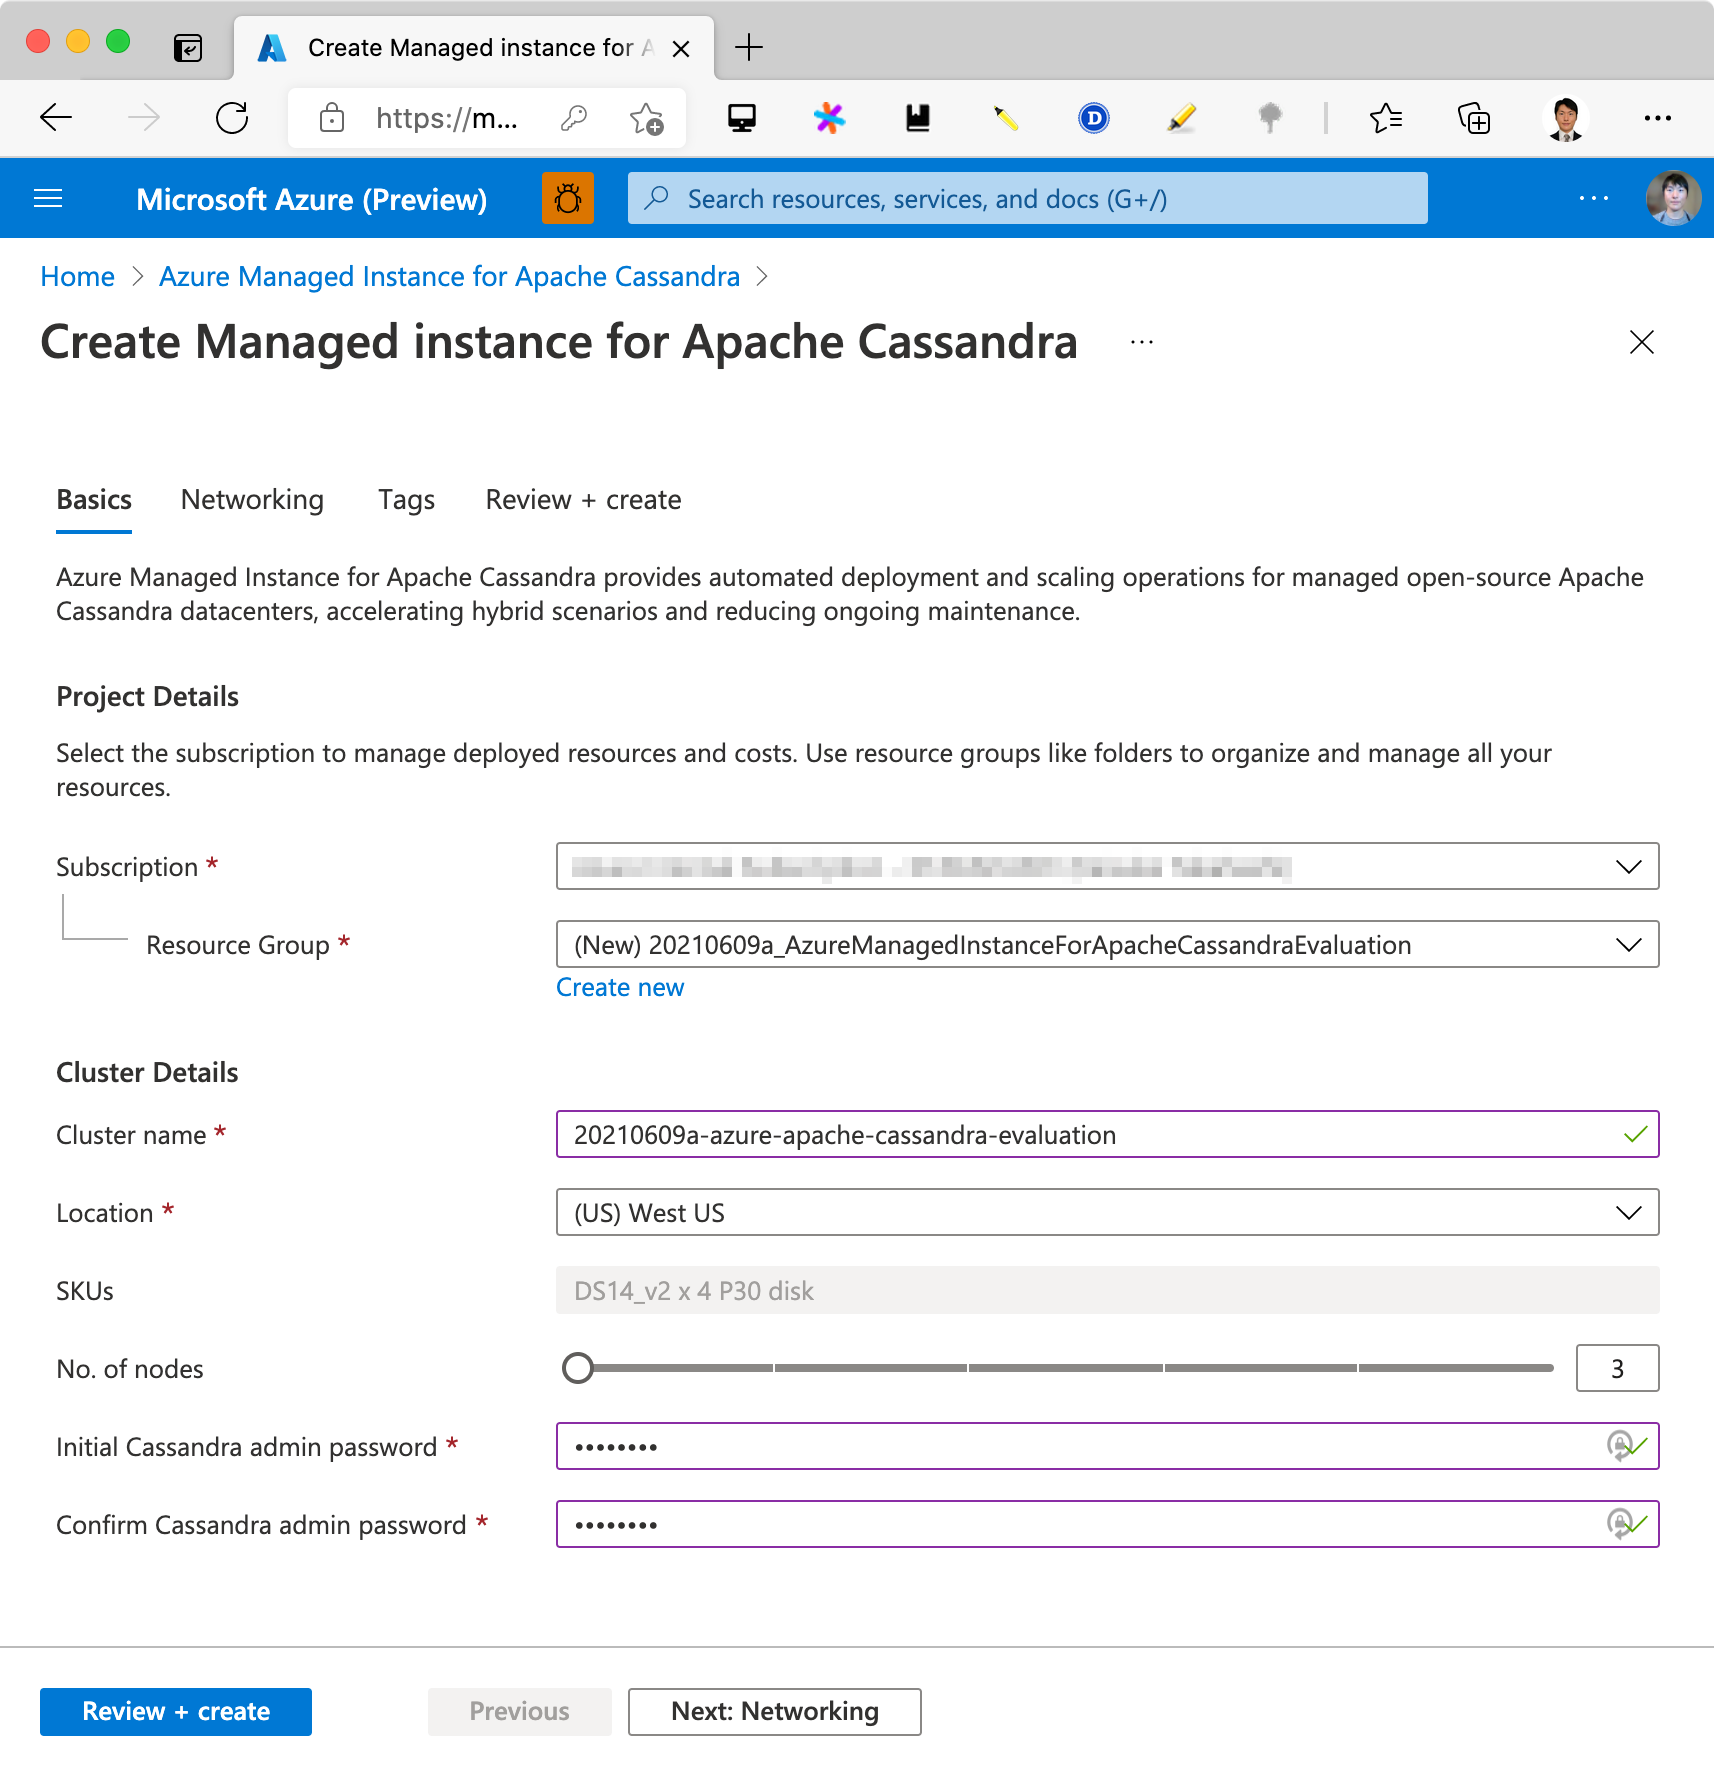 Create Managed instance for
https://m...
D
Microsoft Azure (Preview)
Search resources, services, and docs (G+/)
Home > Azure Managed Instance for Apache Cassandra >
Create Managed instance for Apache Cassandra ...
Basics Networking Tags Review + create
Azure Managed Instance for Apache Cassandra provides automated deployment and scaling operations for managed open-source Apache
Cassandra datacenters, accelerating hybrid scenarios and reducing ongoing maintenance.
Project Details
Select the subscription to manage deployed resources and costs. Use resource groups like folders to organize and manage all your
resources.
Subscription *
Resource Group * (New) 20210609a_AzureManagedInstanceForApacheCassandraEvaluation
Create new
Cluster Details
Cluster name * 20210609a-azure-apache-cassandra-evaluation
Location * (US) West US
SKUs DS14_v2 x 4 P30 disk
No. of nodes 3
Initial Cassandra admin password * ••••••••
Confirm Cassandra admin password * ••••••••
Review + create Previous Next: Networking